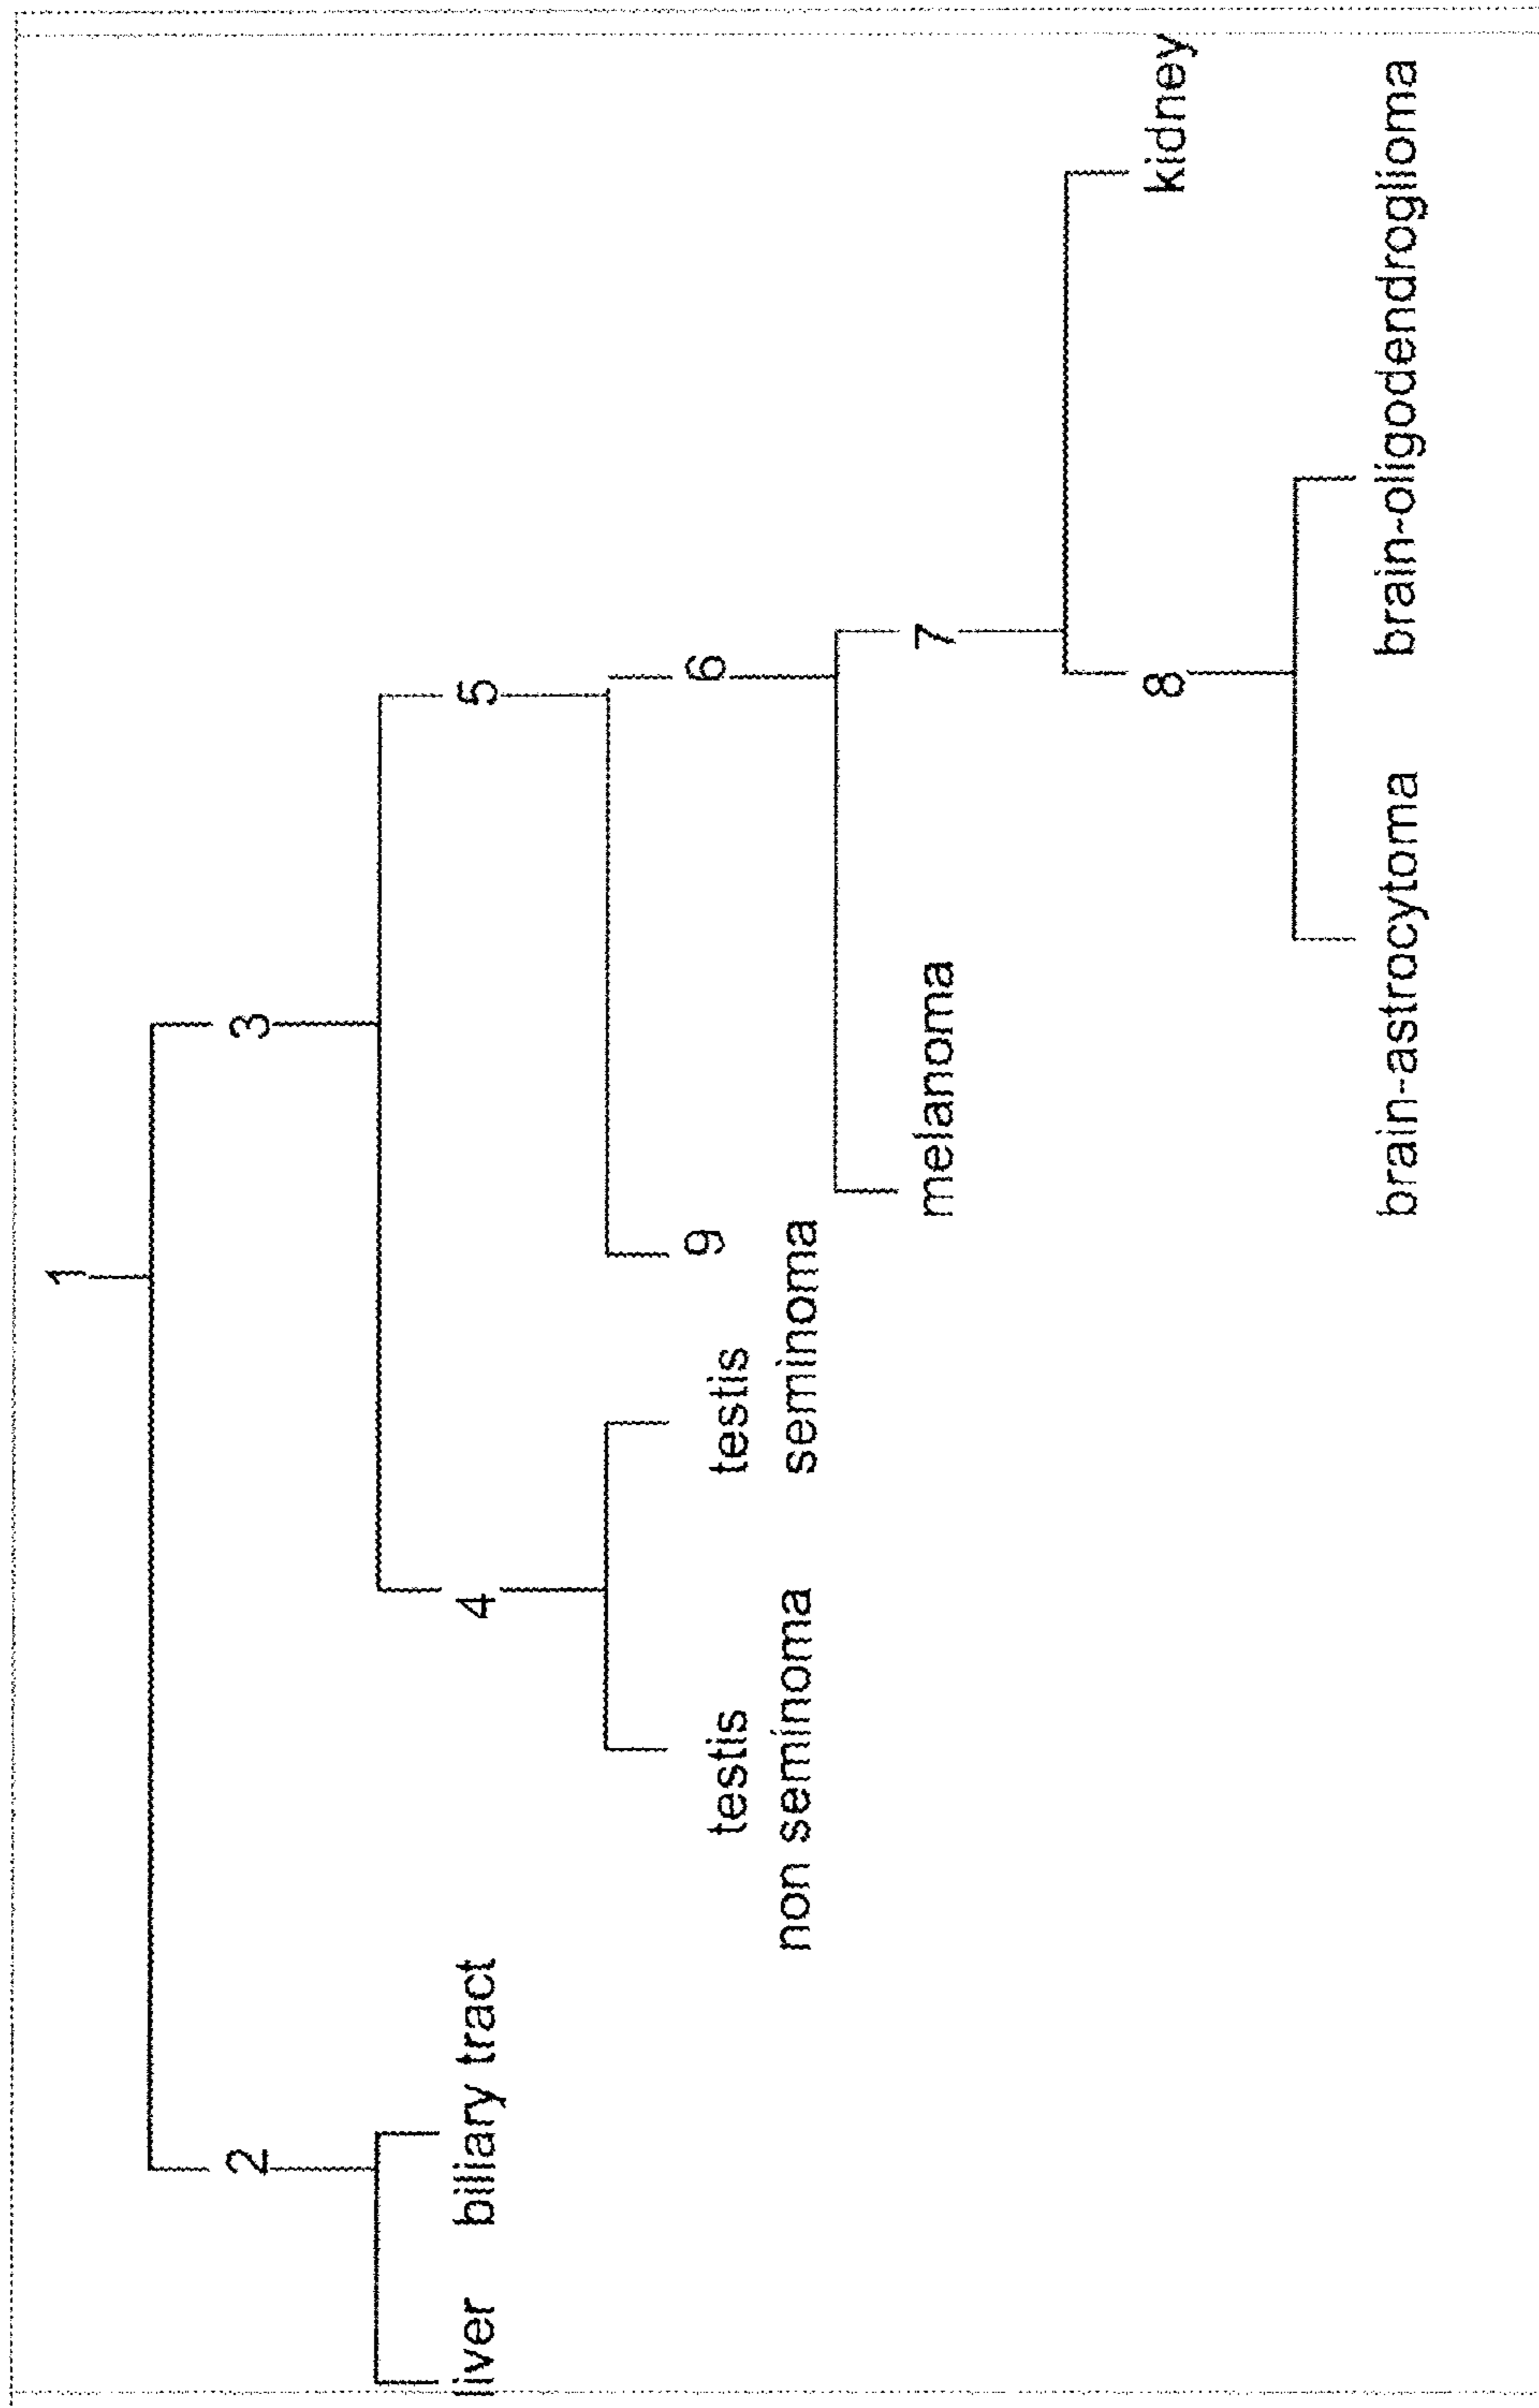 1
2
3
liver
biliary tract
4
5
testis
non seminoma
testis
seminoma
9
6
melanoma
7
8
kidney
brain-astrocytoma
brain-oligodendroglioma